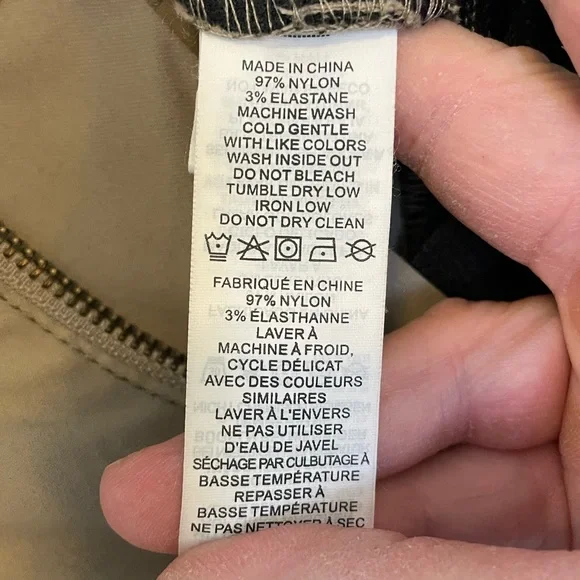 MADE IN CHINA
97% NYLON
3% ELASTANE
MACHINE WASH
COLD GENTLE
WITH LIKE COLORS
WASH INSIDE OUT
DO NOT BLEACH
TUMBLE DRY LOW
IRON LOW
DO NOT DRY CLEAN
FABRIQUÉ EN CHINE
97% NYLON
3% ÉLASTHANNE
LAVER À
MACHINE À FROID,
CYCLE DÉLICAT
AVEC DES COULEURS
SIMILAIRES
LAVER À L'ENVERS
NE PAS UTILISER
D'EAU DE JAVEL
SÉCHAGE PAR CULBUTAGE À
BASSE TEMPÉRATURE
REPASSER À
BASSE TEMPÉRATURE
NE PAS NETTOYER À SEC